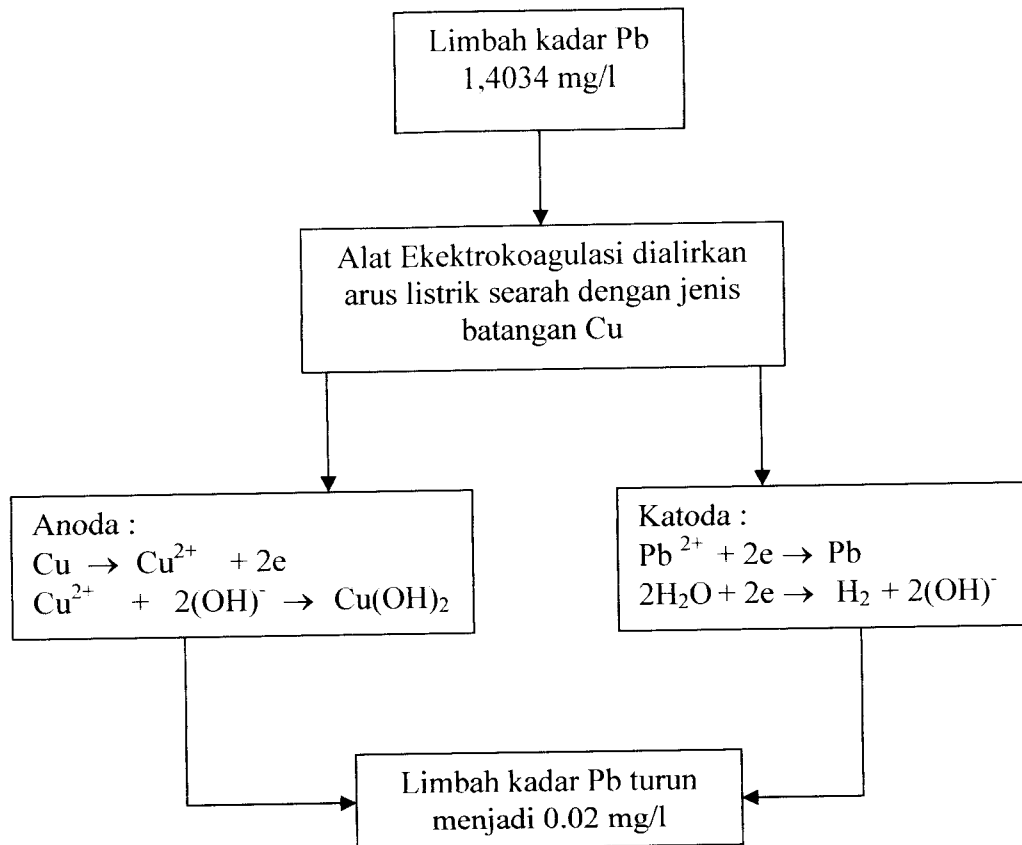 Limbah kadar Pb
1,4034 mg/l
Alat Ekektrokoagulasi dialirkan
arus listrik searah dengan jenis
batangan Cu
Anoda :
Cu → Cu²⁺ + 2e
Cu²⁺ + 2(OH)⁻ → Cu(OH)₂
Katoda :
Pb ²⁺ + 2e → Pb
2H₂O + 2e → H₂ + 2(OH)⁻
Limbah kadar Pb turun
menjadi 0.02 mg/l